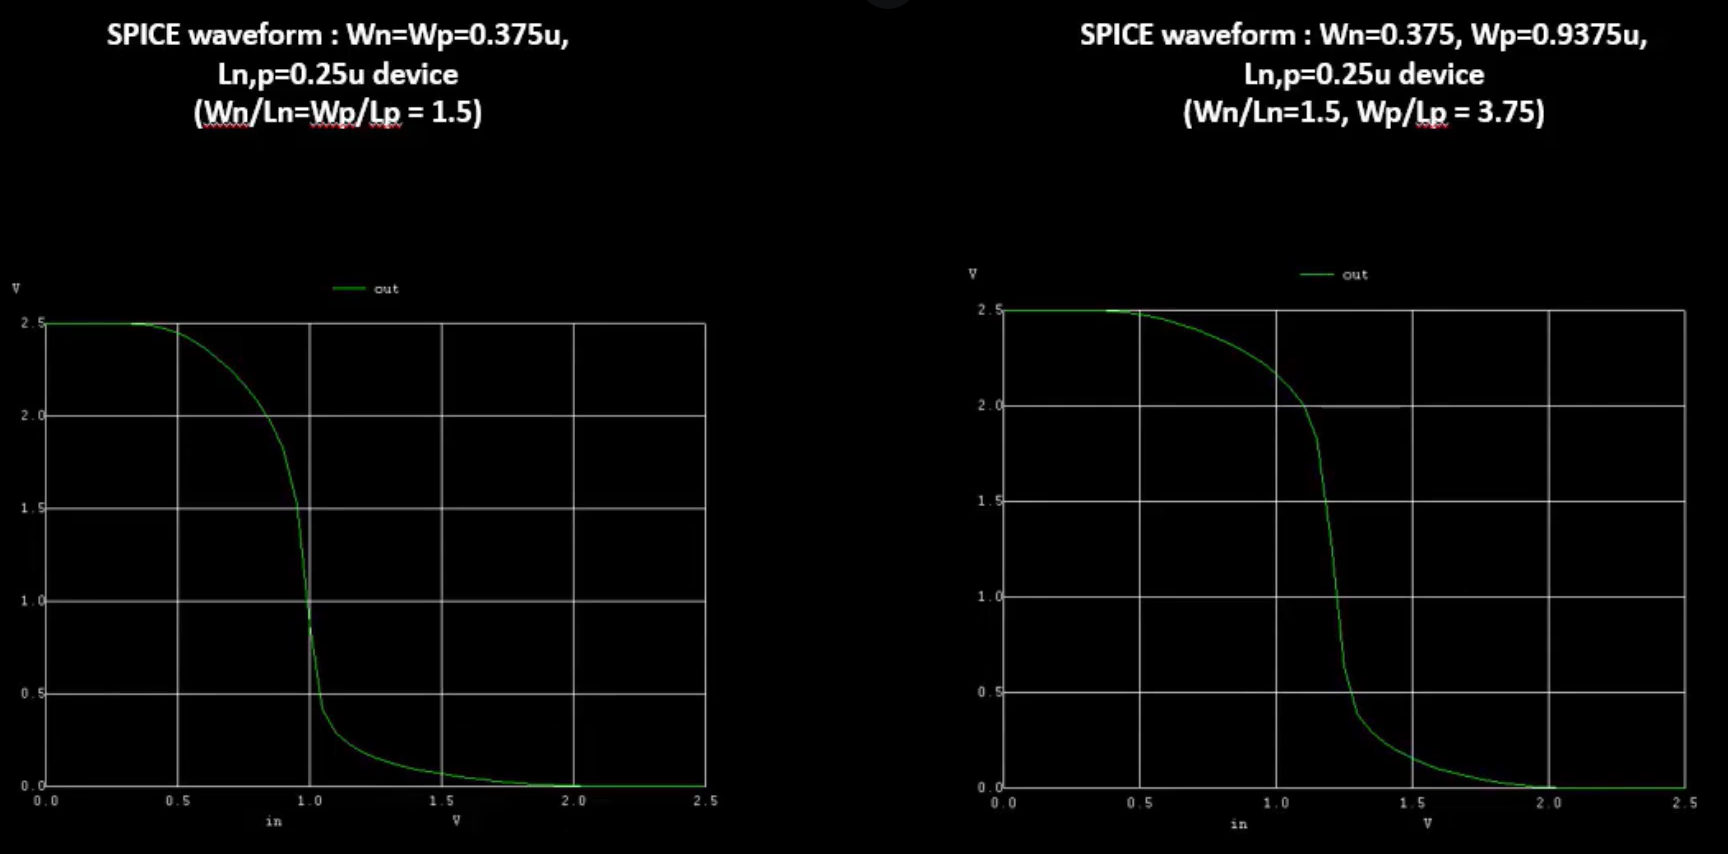 SPICE waveform : Wn=Wp=0.375u,
Ln,p=0.25u device
(Wn/Ln=Wp/Lp = 1.5)
SPICE waveform : Wn=0.375, Wp=0.9375u,
Ln,p=0.25u device
(Wn/Ln=1.5, Wp/Lp = 3.75)
V
out
2.5
2.0
1.5
1.0
0.5
0.0
0.0 0.5 1.0 1.5 2.0 2.5
in V
V
out
2.5
2.0
1.5
1.0
0.5
0.0
0.0 0.5 1.0 1.5 2.0 2.5
in V